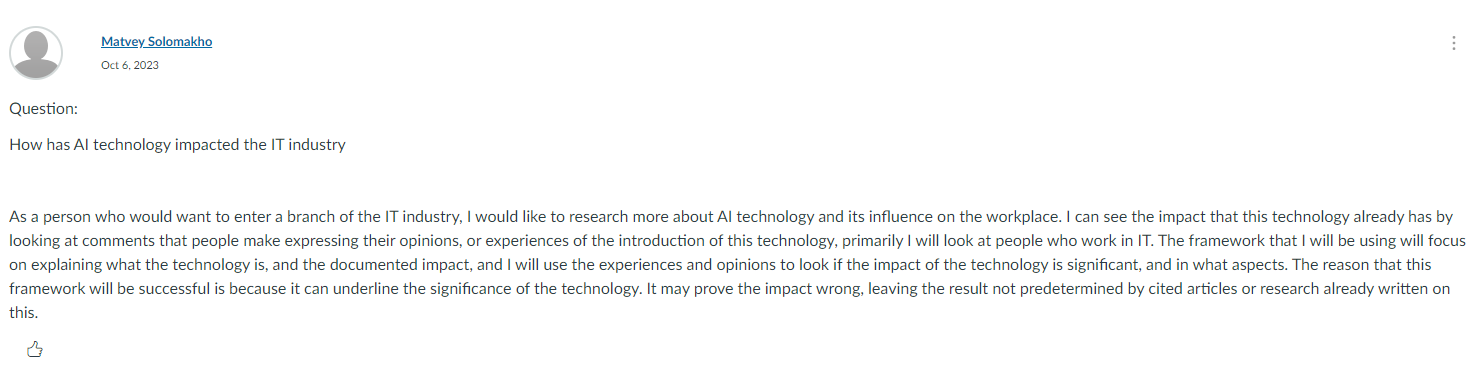 Matvey Solomakho
Oct 6, 2023
Question:
How has AI technology impacted the IT industry
As a person who would want to enter a branch of the IT industry, I would like to research more about AI technology and its influence on the workplace. I can see the impact that this technology already has by
looking at comments that people make expressing their opinions, or experiences of the introduction of this technology, primarily I will look at people who work in IT. The framework that I will be using will focus
on explaining what the technology is, and the documented impact, and I will use the experiences and opinions to look if the impact of the technology is significant, and in what aspects. The reason that this
framework will be successful is because it can underline the significance of the technology. It may prove the impact wrong, leaving the result not predetermined by cited articles or research already written on
this.